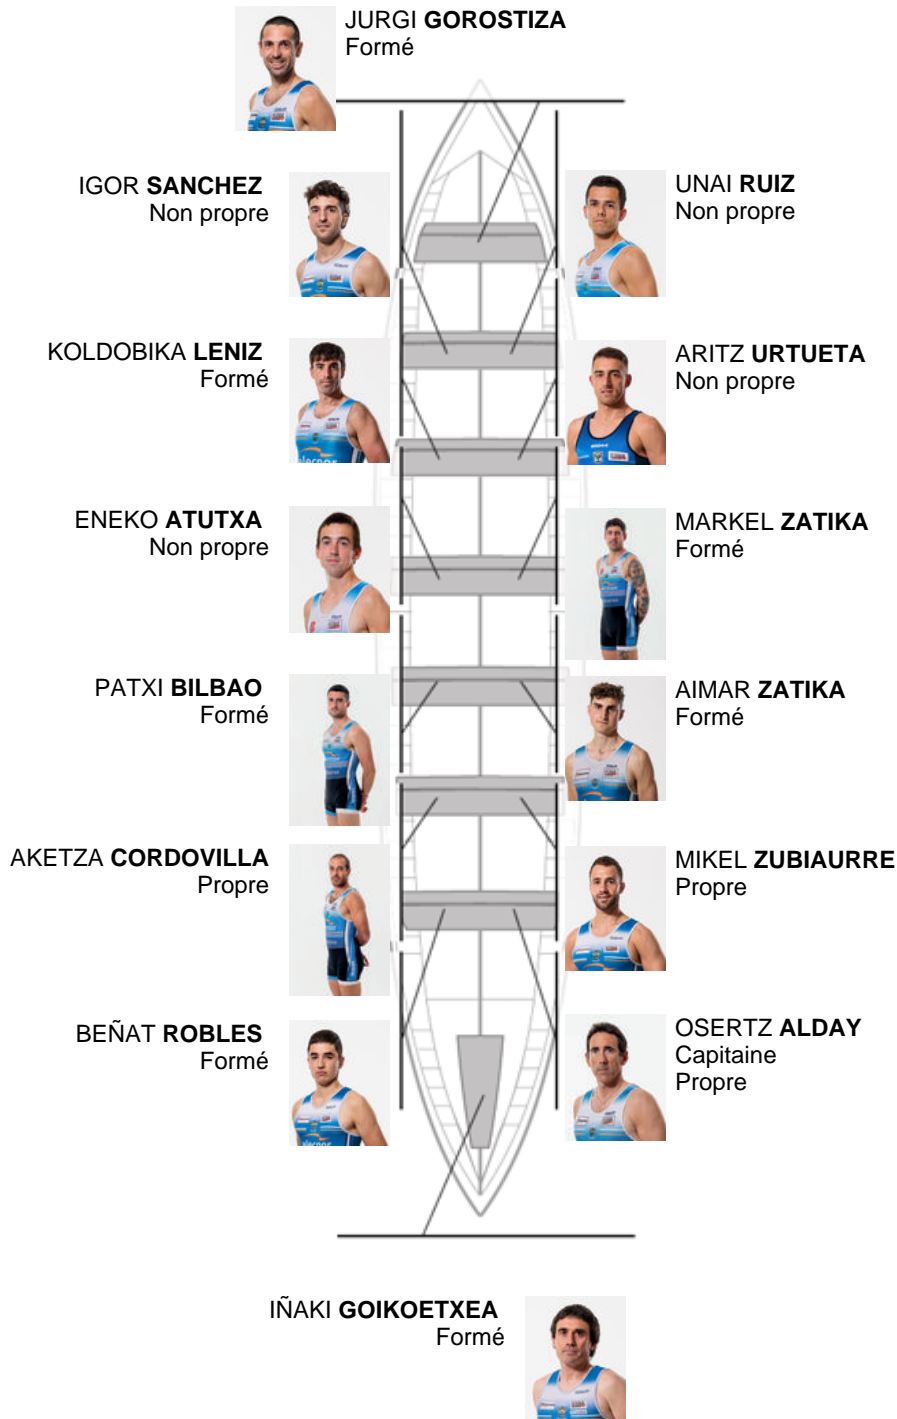 JURGI GOROSTIZA
Formé
IGOR SANCHEZ
Non propre
UNAI RUIZ
Non propre
KOLDOBIKA LENIZ
Formé
ARITZ URTUETA
Non propre
ENEKO ATUTXA
Non propre
MARKEL ZATIKA
Formé
PATXI BILBAO
Formé
AIMAR ZATIKA
Formé
AKETZA CORDOVILLA
Propre
MIKEL ZUBIAURRE
Propre
BEÑAT ROBLES
Formé
OSERTZ ALDAY
Capitaine
Propre
IÑAKI GOIKOETXEA
Formé